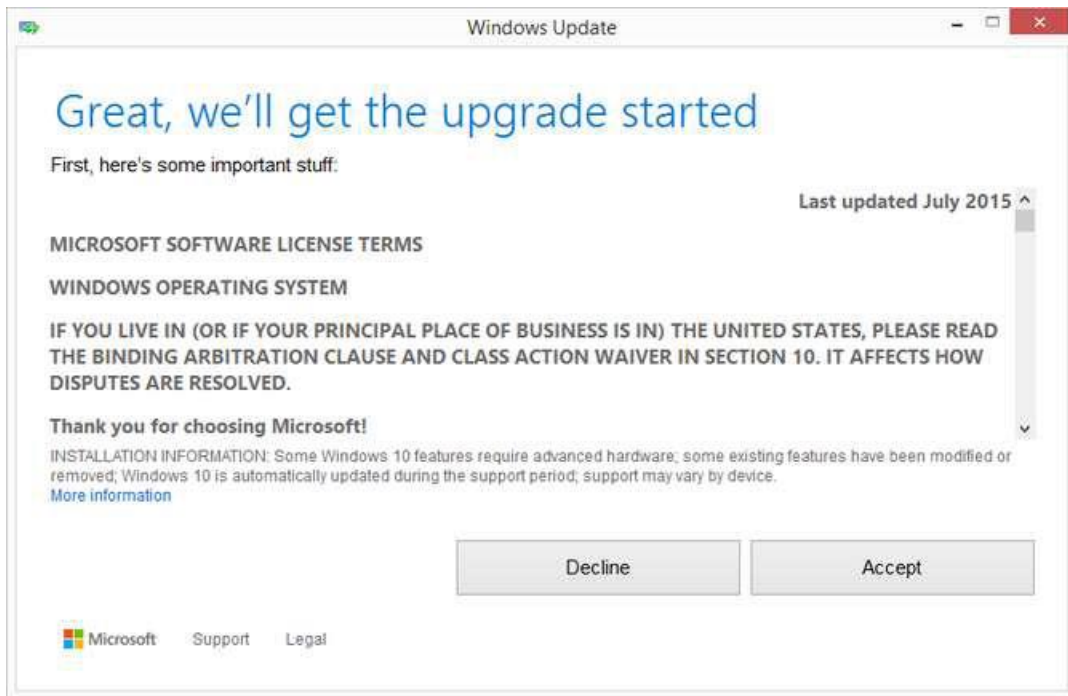 Windows Update
Great, we'll get the upgrade started
First, here's some important stuff:
Last updated July 2015
MICROSOFT SOFTWARE LICENSE TERMS
WINDOWS OPERATING SYSTEM
IF YOU LIVE IN (OR IF YOUR PRINCIPAL PLACE OF BUSINESS IS IN) THE UNITED STATES, PLEASE READ
THE BINDING ARBITRATION CLAUSE AND CLASS ACTION WAIVER IN SECTION 10. IT AFFECTS HOW
DISPUTES ARE RESOLVED.
Thank you for choosing Microsoft!
INSTALLATION INFORMATION: Some Windows 10 features require advanced hardware; some existing features have been modified or
removed; Windows 10 is automatically updated during the support period; support may vary by device.
More information
Decline
Accept
Microsoft
Support
Legal